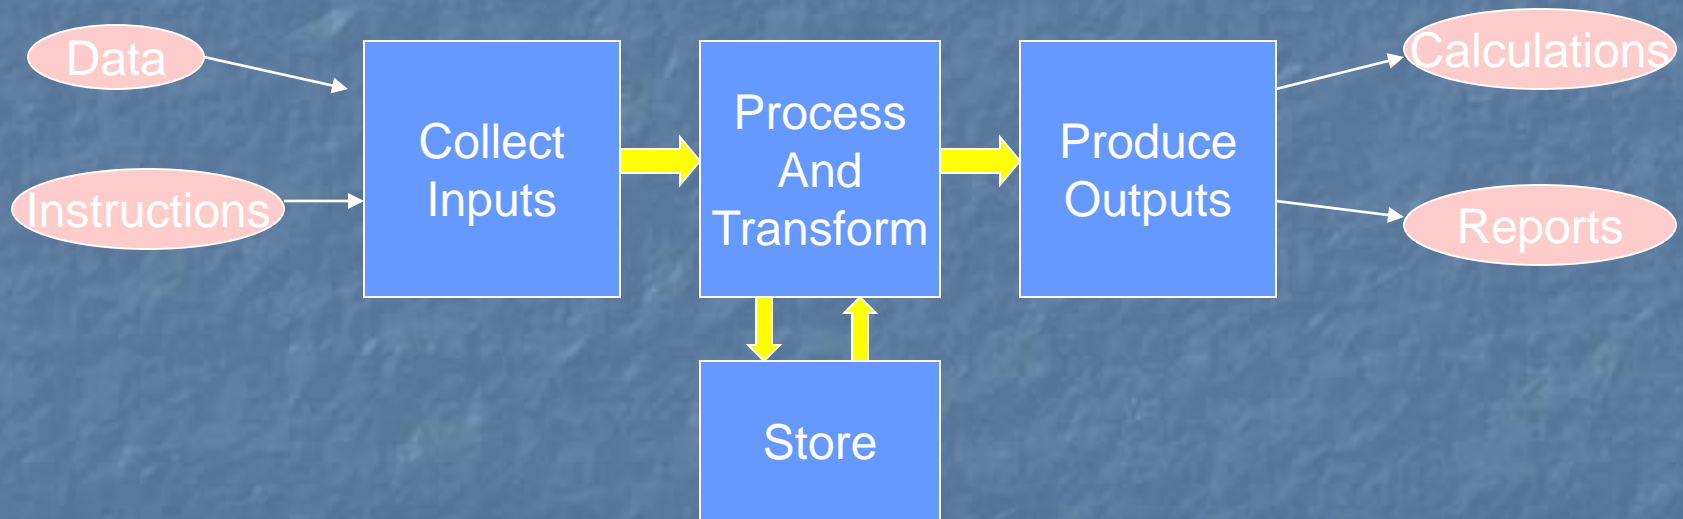 Data
Instructions
Collect
Inputs
Process
And
Transform
Store
Produce
Outputs
Calculations
Reports